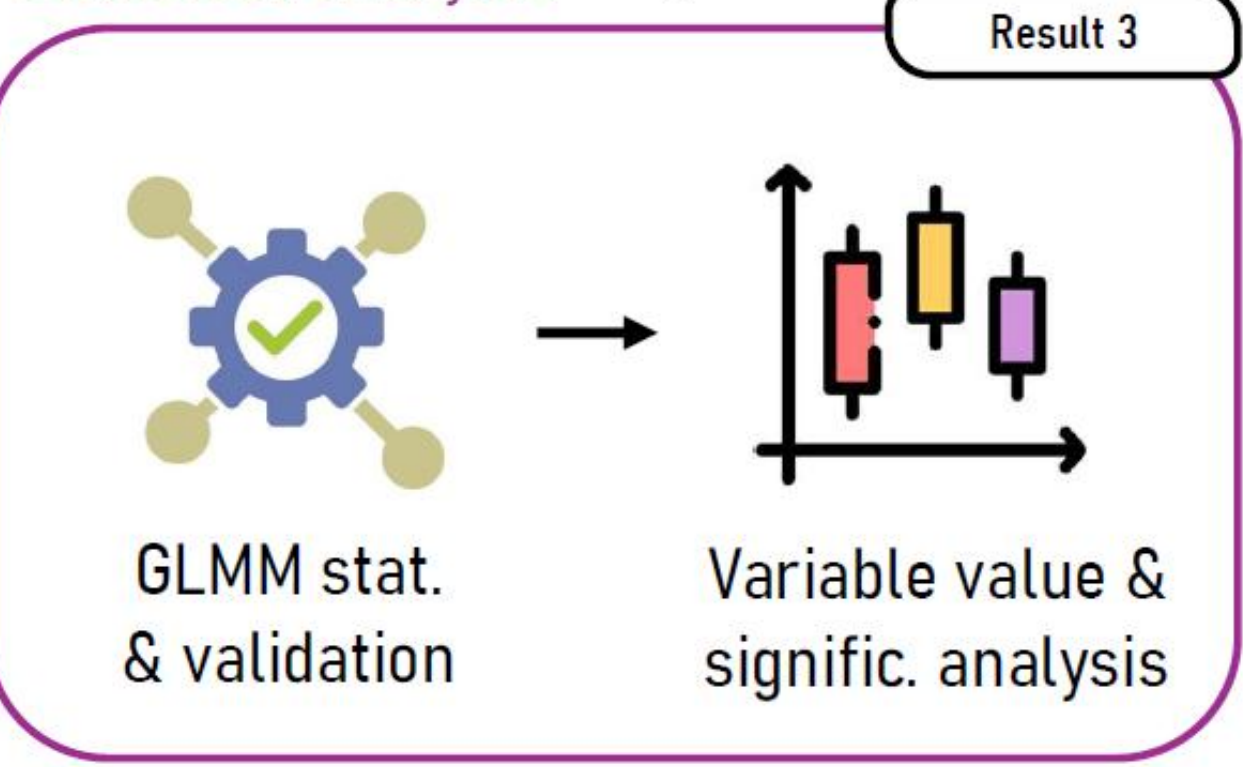 Result 3
GLMM stat.
& validation
Variable value &
signific. analysis